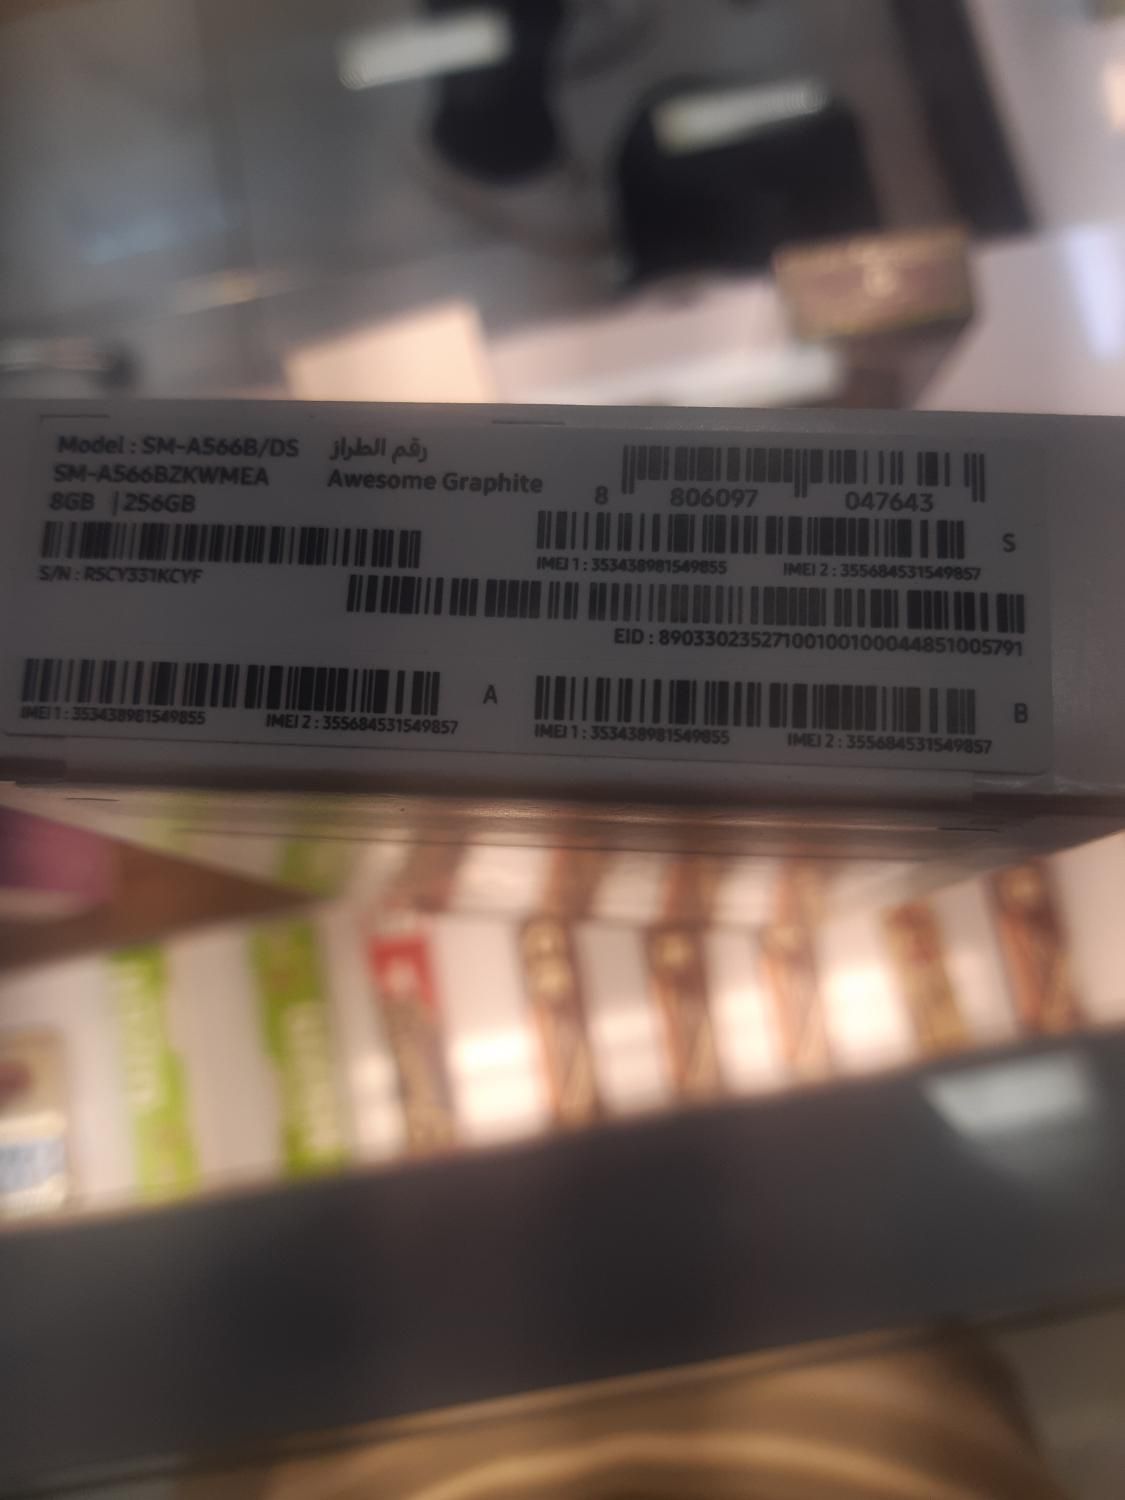 Model : SM-A566B/DS رقم الطراز
SM-A566BZKWMEA Awesome Graphite
8GB | 256GB
8 806097 047643
S/N : R5CY331KCYF
IMEI 1 : 353438981549855 IMEI 2 : 355684531549857
S
EID : 89033023527100100100044851005791
IMEI 1 : 353438981549855 IMEI 2 : 355684531549857
A
IMEI 1 : 353438981549855 IMEI 2 : 355684531549857
B